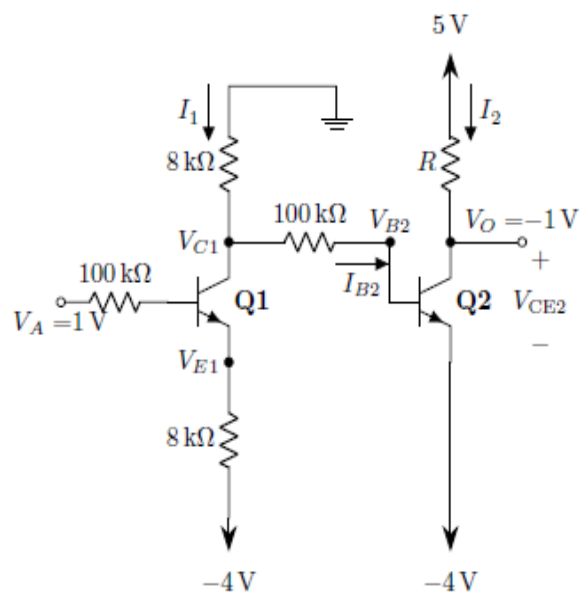 5 V
I1
I2
8 kΩ
R
100 kΩ
VB2
VO =−1 V
VC1
+
100 kΩ
IB2
Q1
Q2
VCE2
VA =1 V
−
VE1
8 kΩ
−4 V
−4 V